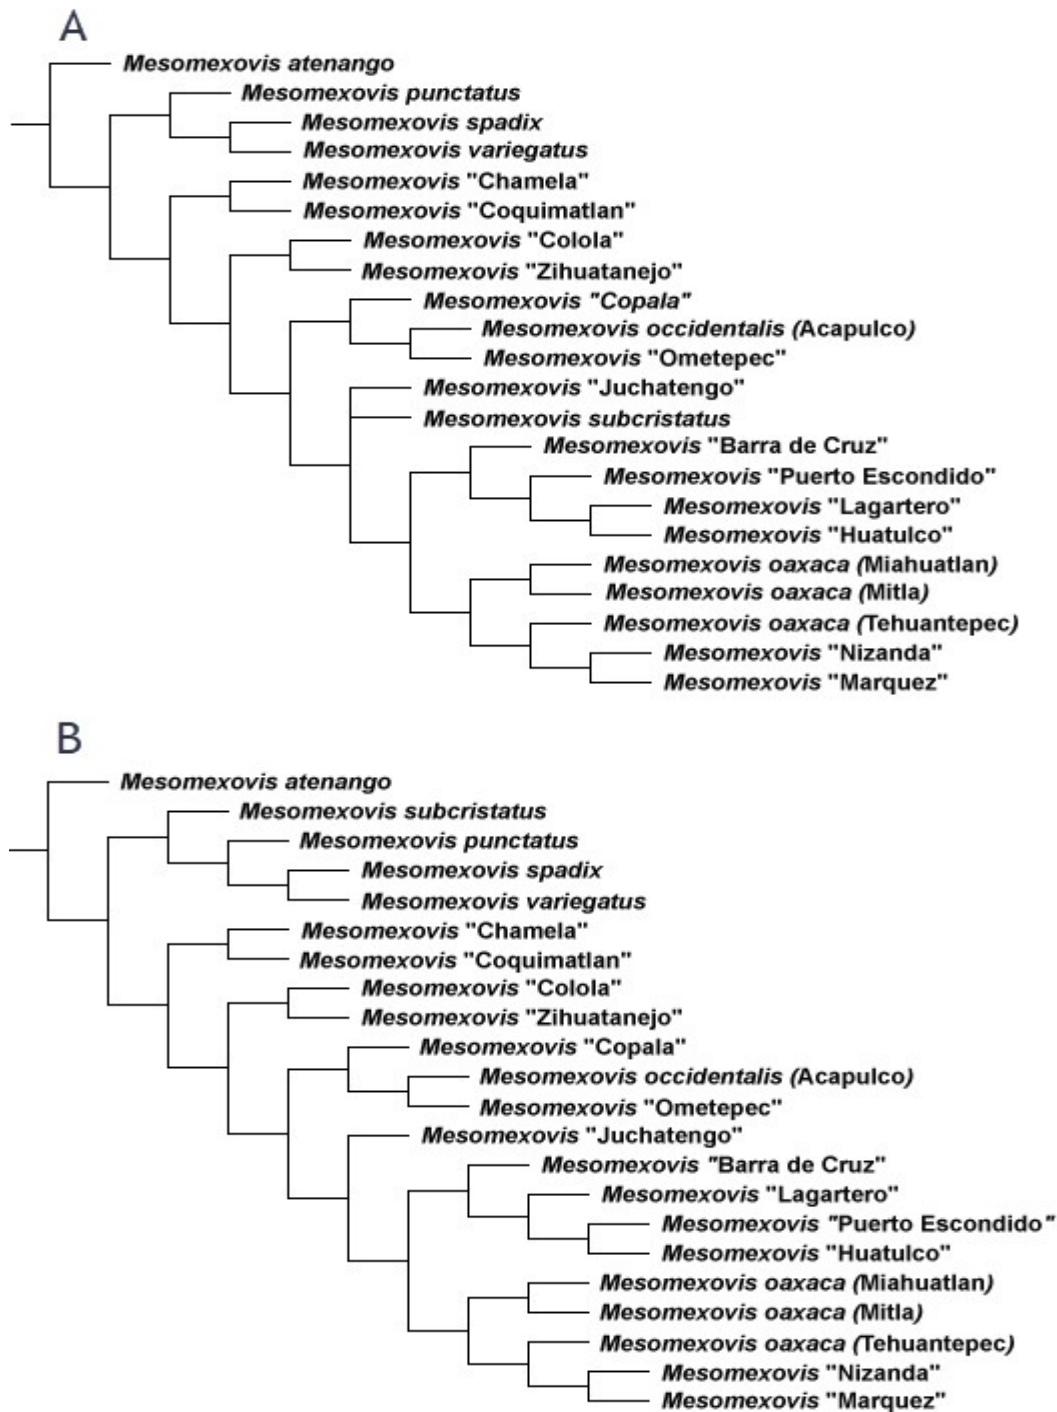 A
Mesomexovis atenango
Mesomexovis punctatus
Mesomexovis spadix
Mesomexovis variegatus
Mesomexovis "Chamela"
Mesomexovis "Coquimatlan"
Mesomexovis "Colola"
Mesomexovis "Zihuatanejo"
Mesomexovis "Copala"
Mesomexovis occidentalis (Acapulco)
Mesomexovis "Ometepec"
Mesomexovis "Juchatengo"
Mesomexovis subcristatus
Mesomexovis "Barra de Cruz"
Mesomexovis "Puerto Escondido"
Mesomexovis "Lagartero"
Mesomexovis "Huatulco"
Mesomexovis oaxaca (Miahuatlan)
Mesomexovis oaxaca (Mitla)
Mesomexovis oaxaca (Tehuantepec)
Mesomexovis "Nizanda"
Mesomexovis "Marquez"
B
Mesomexovis atenango
Mesomexovis subcristatus
Mesomexovis punctatus
Mesomexovis spadix
Mesomexovis variegatus
Mesomexovis "Chamela"
Mesomexovis "Coquimatlan"
Mesomexovis "Colola"
Mesomexovis "Zihuatanejo"
Mesomexovis "Copala"
Mesomexovis occidentalis (Acapulco)
Mesomexovis "Ometepec"
Mesomexovis "Juchatengo"
Mesomexovis "Barra de Cruz"
Mesomexovis "Lagartero"
Mesomexovis "Puerto Escondido"
Mesomexovis "Huatulco"
Mesomexovis oaxaca (Miahuatlan)
Mesomexovis oaxaca (Mitla)
Mesomexovis oaxaca (Tehuantepec)
Mesomexovis "Nizanda"
Mesomexovis "Marquez"